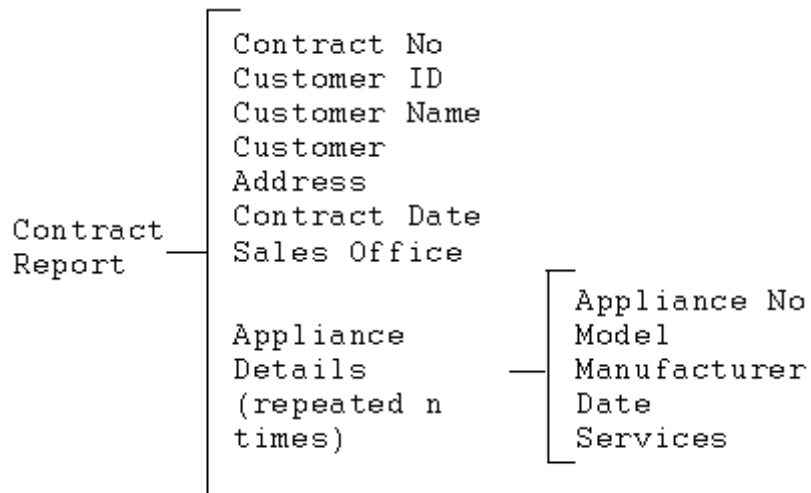 Contract
Report
Contract No
Customer ID
Customer Name
Customer
Address
Contract Date
Sales Office
Appliance
Details
(repeated n
times)
Appliance No
Model
Manufacturer
Date
Services